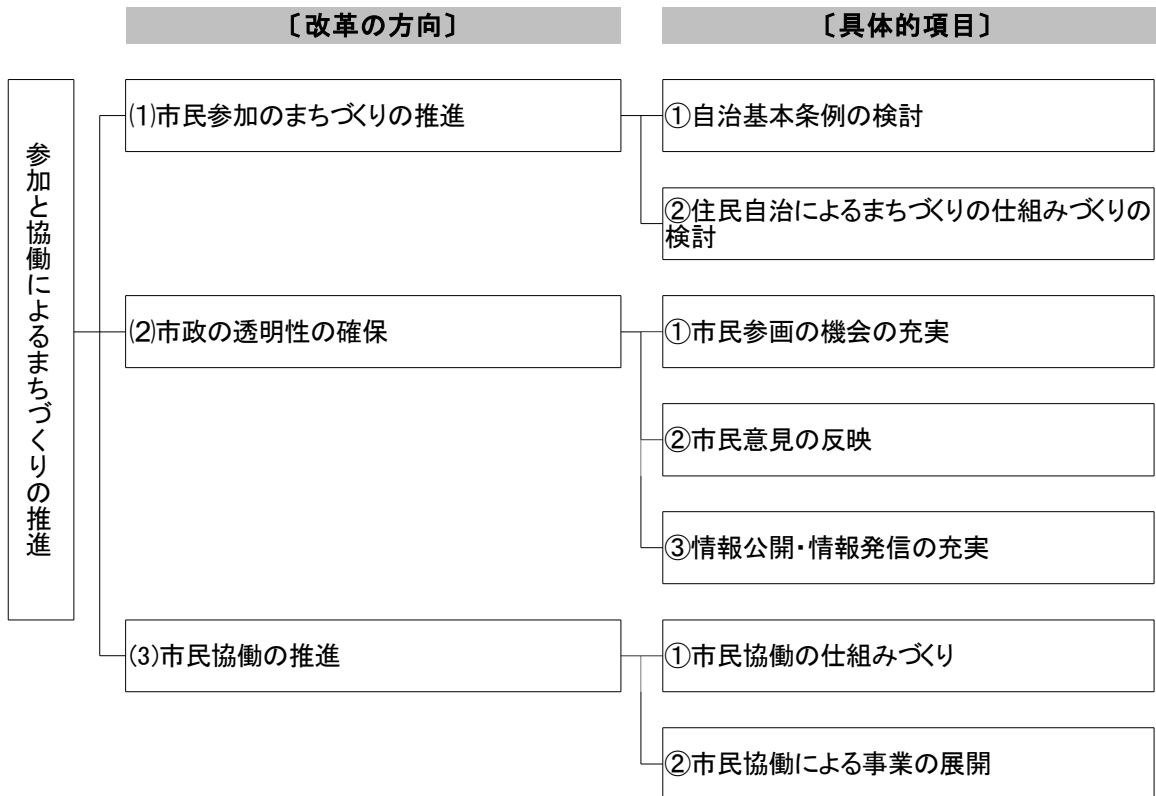 〔改革の方向〕
〔具体的項目〕
参加と協働によるまちづくりの推進
⑴市民参加のまちづくりの推進
①自治基本条例の検討
②住民自治によるまちづくりの仕組みづくりの
検討
⑵市政の透明性の確保
①市民参画の機会の充実
②市民意見の反映
③情報公開・情報発信の充実
⑶市民協働の推進
①市民協働の仕組みづくり
②市民協働による事業の展開